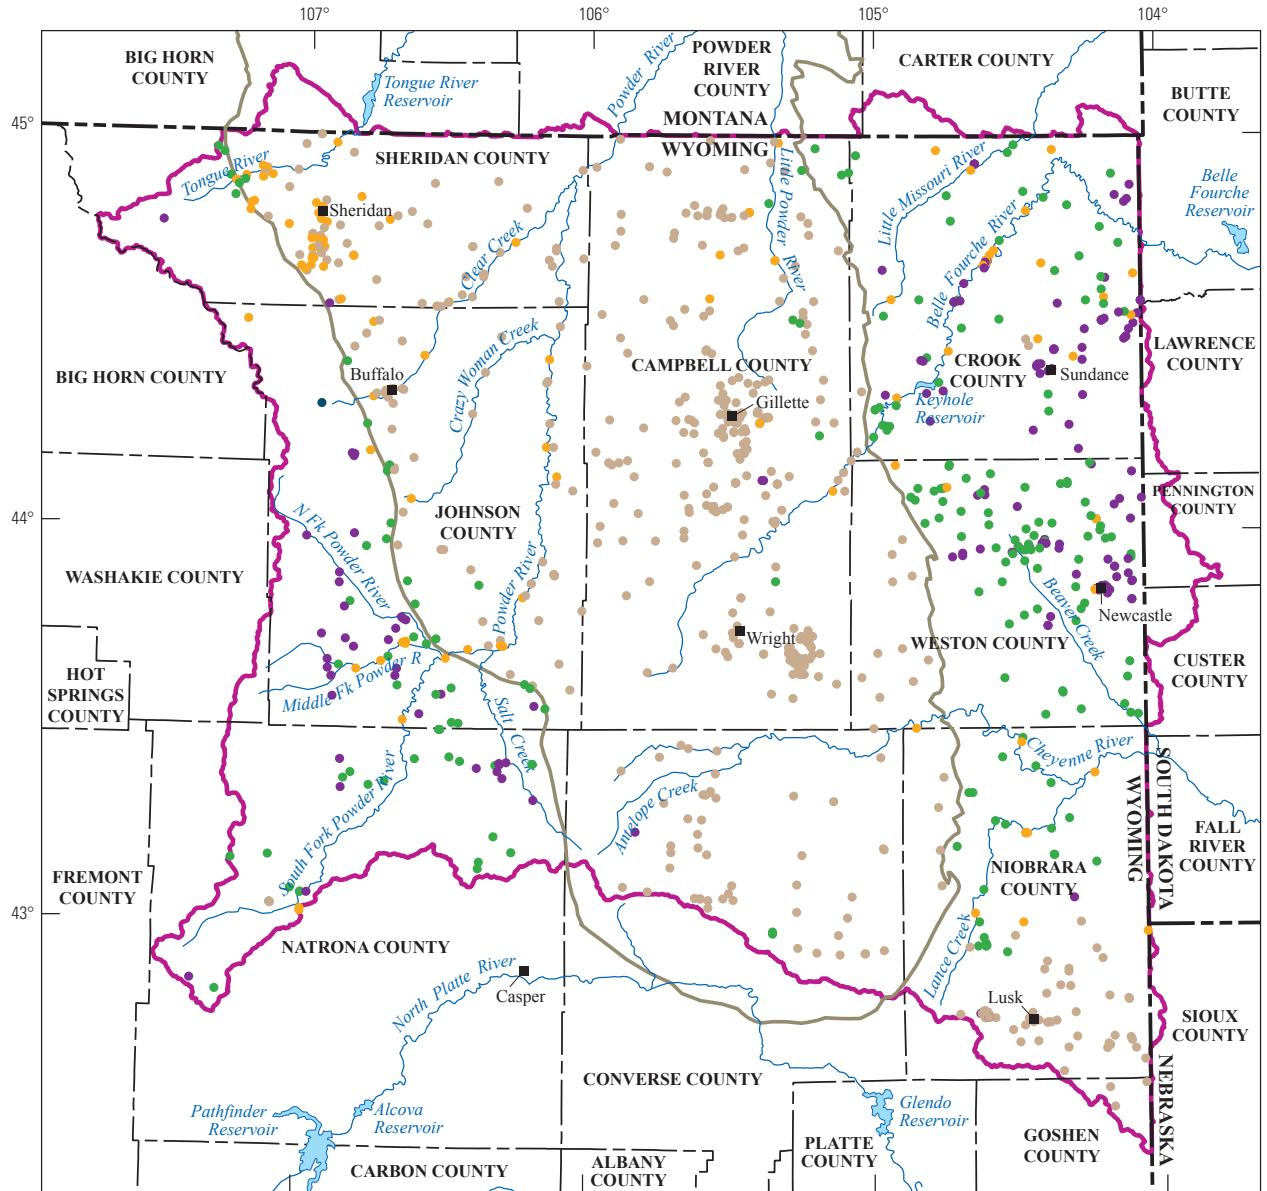 107°
106°
105°
104°
BIG HORN
COUNTY
Tongue River
Reservoir
Powder River
POWDER
RIVER
COUNTY
CARTER COUNTY
BUTTE
COUNTY
45°
MONTANA
WYOMING
SHERIDAN COUNTY
Tongue River
Little Powder River
Little Missouri River
Belle
Fourche
Reservoir
Sheridan
Clear Creek
Belle Fourche River
Crazy Woman Creek
BIG HORN COUNTY
Buffalo
CAMPBELL COUNTY
Gillette
CROOK
COUNTY
Sundance
LAWRENCE
COUNTY
Keyhole
Reservoir
PENNINGTON
COUNTY
44°
N Fk Powder River
JOHNSON
COUNTY
WASHAKIE COUNTY
Powder River
Beaver Creek
Newcastle
Wright
WESTON COUNTY
HOT
SPRINGS
COUNTY
Middle Fk Powder R
CUSTER
COUNTY
Salt Creek
Cheyenne River
SOUTH DAKOTA
WYOMING
Antelope Creek
South Fork Powder River
FALL
RIVER
COUNTY
NIOBRARA
COUNTY
FREMONT
COUNTY
43°
NATRONA COUNTY
Lance Creek
North Platte River
Casper
Lusk
SIOUX
COUNTY
NEBRASKA
CONVERSE COUNTY
Pathfinder
Reservoir
Alcova
Reservoir
Glendo
Reservoir
CARBON COUNTY
ALBANY
COUNTY
PLATTE
COUNTY
GOSHEN
COUNTY